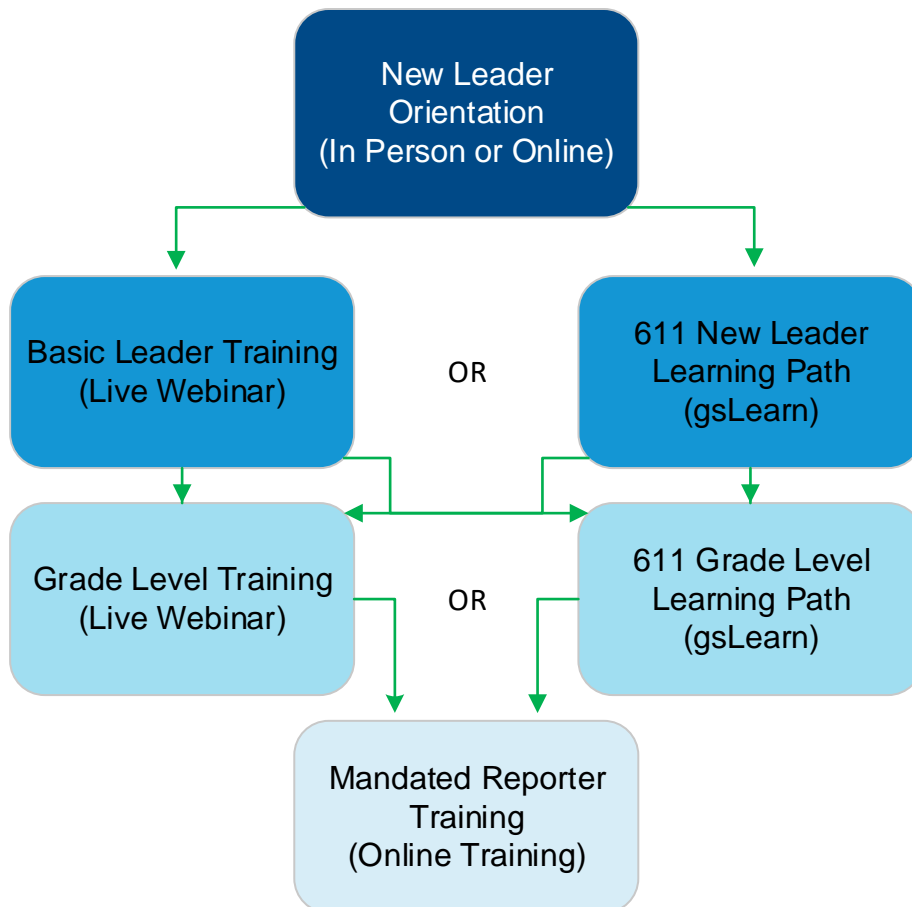 New Leader
Orientation
(In Person or Online)
Basic Leader Training
(Live Webinar)
OR
611 New Leader
Learning Path
(gsLearn)
Grade Level Training
(Live Webinar)
OR
611 Grade Level
Learning Path
(gsLearn)
Mandated Reporter
Training
(Online Training)